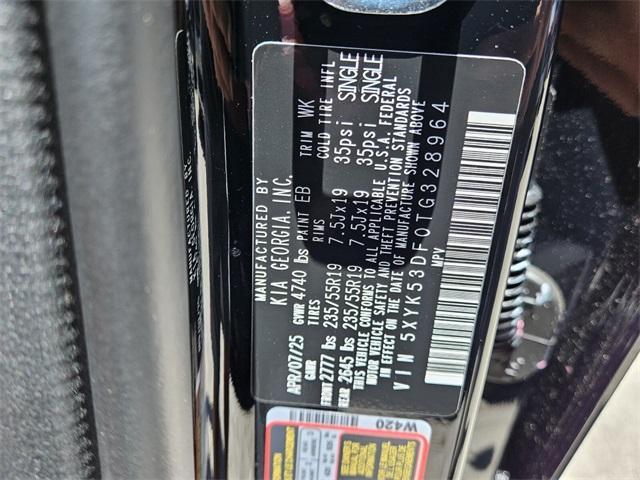 MANUFACTURED BY
KIA GEORGIA, INC.
APR/07/25 GVWR 4740 lbs PAINT EB TRIM WK
GAWR TIRES RIMS COLD TIRE INFL
FRONT 2777 lbs 235/55R19 7.5Jx19 35psi SINGLE
REAR 2645 lbs 235/55R19 7.5Jx19 35psi SINGLE
THIS VEHICLE CONFORMS TO ALL APPLICABLE U.S.A. FEDERAL
MOTOR VEHICLE SAFETY AND THEFT PREVENTION STANDARDS
IN EFFECT ON THE DATE OF MANUFACTURE SHOWN ABOVE
VIN 5XYK53DF0TG328964
MPV
W420